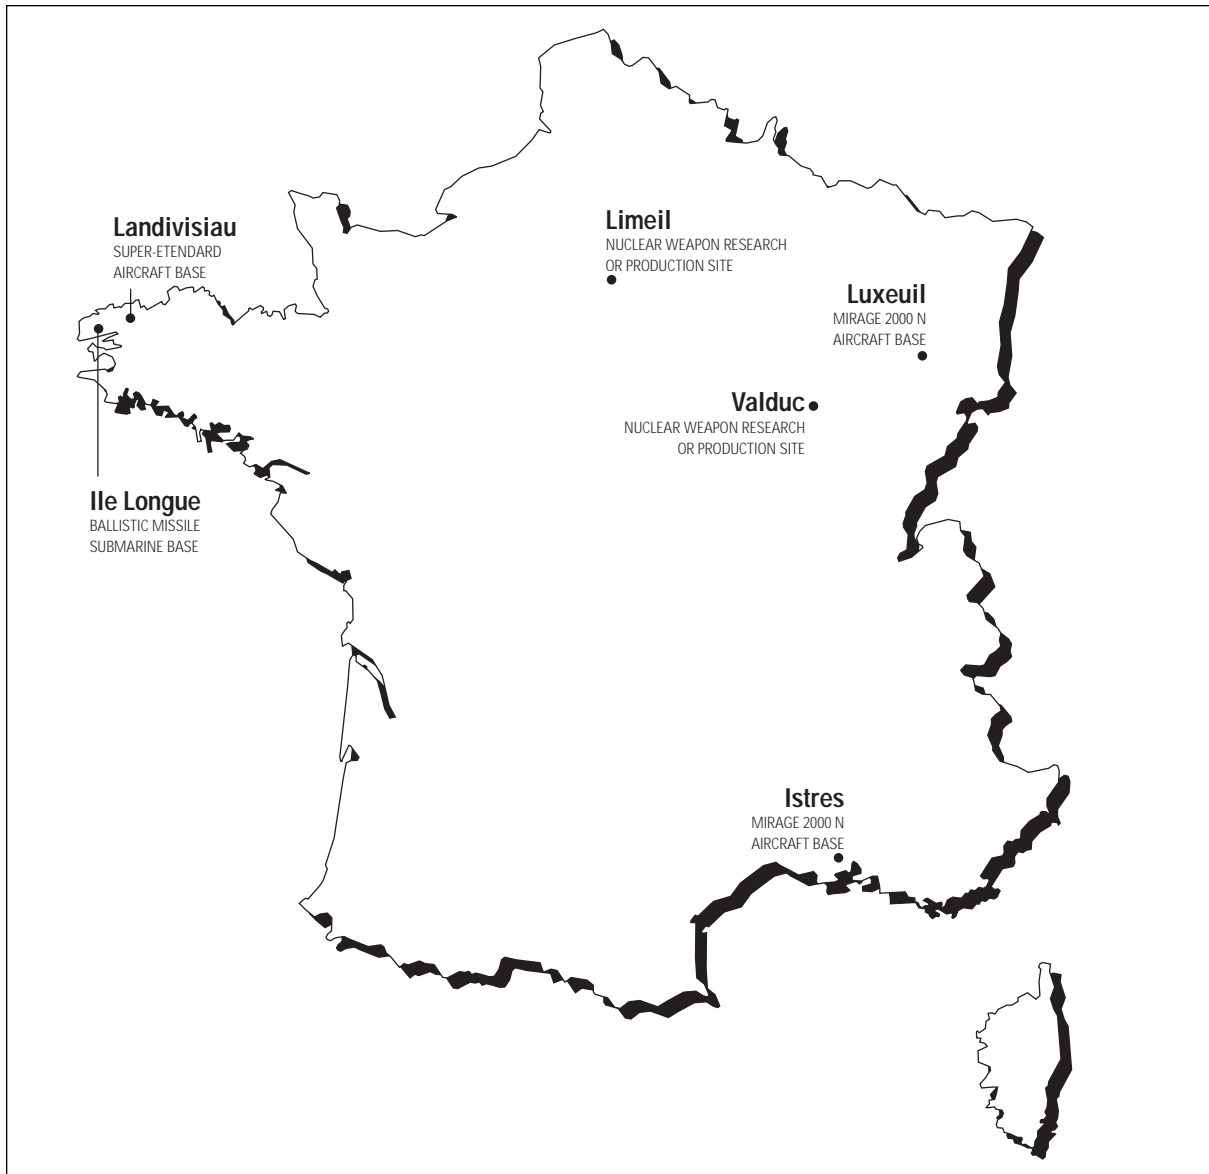 Landivisiau
SUPER-ETENDARD
AIRCRAFT BASE
Limeil
NUCLEAR WEAPON RESEARCH
OR PRODUCTION SITE
Luxeuil
MIRAGE 2000 N
AIRCRAFT BASE
Valduc
NUCLEAR WEAPON RESEARCH
OR PRODUCTION SITE
Ile Longue
BALLISTIC MISSILE
SUBMARINE BASE
Istres
MIRAGE 2000 N
AIRCRAFT BASE